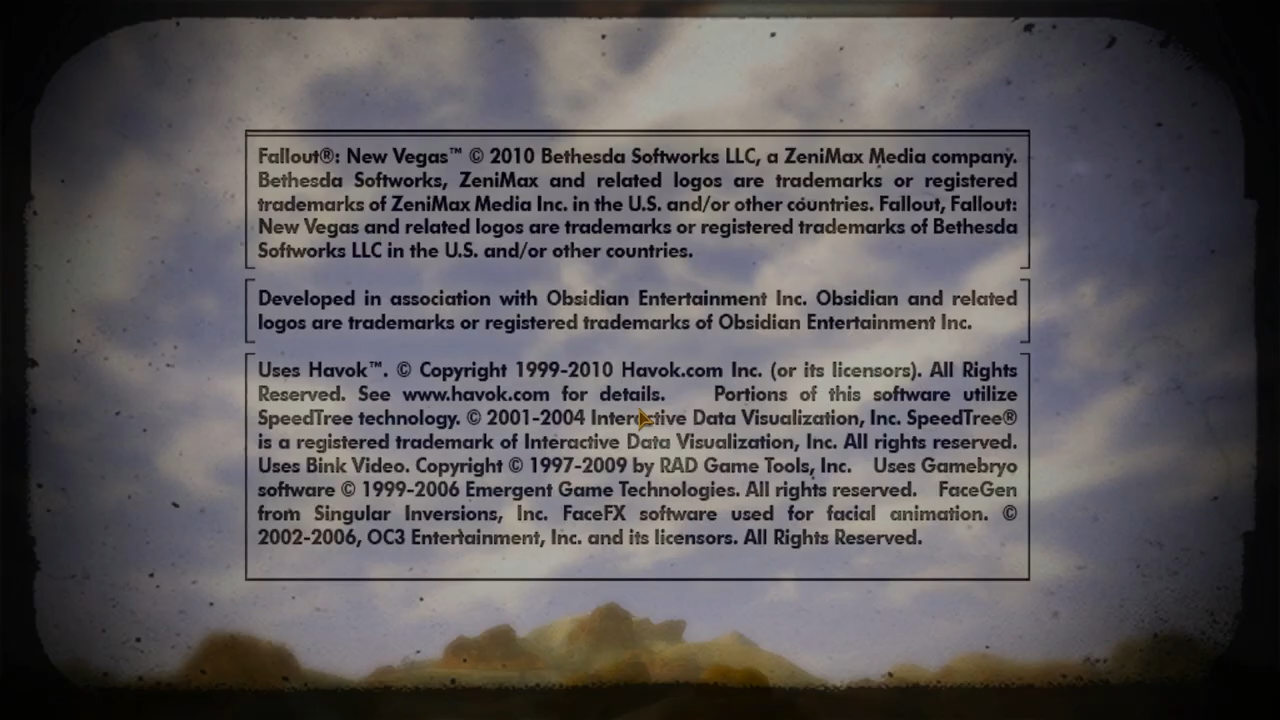 Fallout®: New Vegas™ © 2010 Bethesda Softworks LLC, a ZeniMax Media company.
Bethesda Softworks, ZeniMax and related logos are trademarks or registered
trademarks of ZeniMax Media Inc. in the U.S. and/or other countries. Fallout, Fallout:
New Vegas and related logos are trademarks or registered trademarks of Bethesda
Softworks LLC in the U.S. and/or other countries.
Developed in association with Obsidian Entertainment Inc. Obsidian and related
logos are trademarks or registered trademarks of Obsidian Entertainment Inc.
Uses Havok™. © Copyright 1999-2010 Havok.com Inc. (or its licensors). All Rights
Reserved. See www.havok.com for details. Portions of this software utilize
SpeedTree technology. © 2001-2004 Interactive Data Visualization, Inc. SpeedTree®
is a registered trademark of Interactive Data Visualization, Inc. All rights reserved.
Uses Bink Video. Copyright © 1997-2009 by RAD Game Tools, Inc. Uses Gamebryo
software © 1999-2006 Emergent Game Technologies. All rights reserved. FaceGen
from Singular Inversions, Inc. FaceFX software used for facial animation. ©
2002-2006, OC3 Entertainment, Inc. and its licensors. All Rights Reserved.